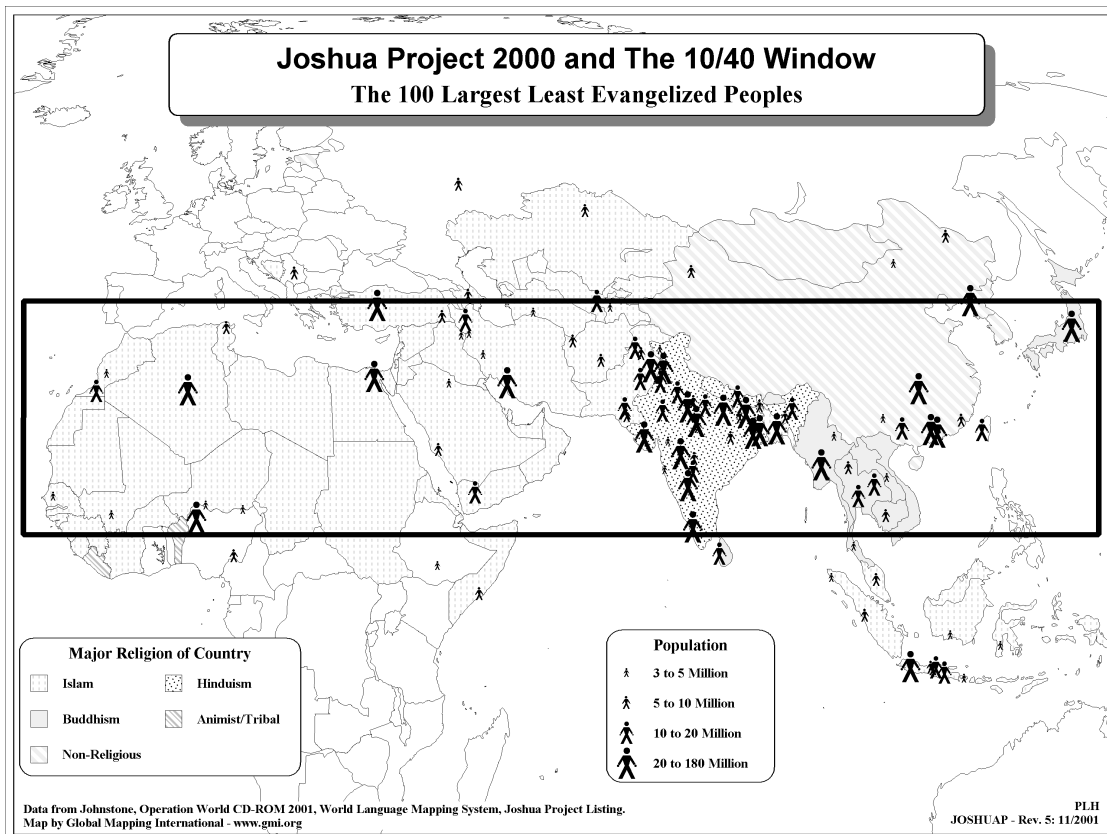 Joshua Project 2000 and The 10/40 Window
The 100 Largest Least Evangelized Peoples
Major Religion of Country
Islam
Hinduism
Buddhism
Animist/Tribal
Non-Religious
Population
3 to 5 Million
5 to 10 Million
10 to 20 Million
20 to 180 Million
Data from Johnstone, Operation World CD-ROM 2001, World Language Mapping System, Joshua Project Listing.
Map by Global Mapping International - www.gmi.org
PLH
JOSHUAP - Rev. 5: 11/2001